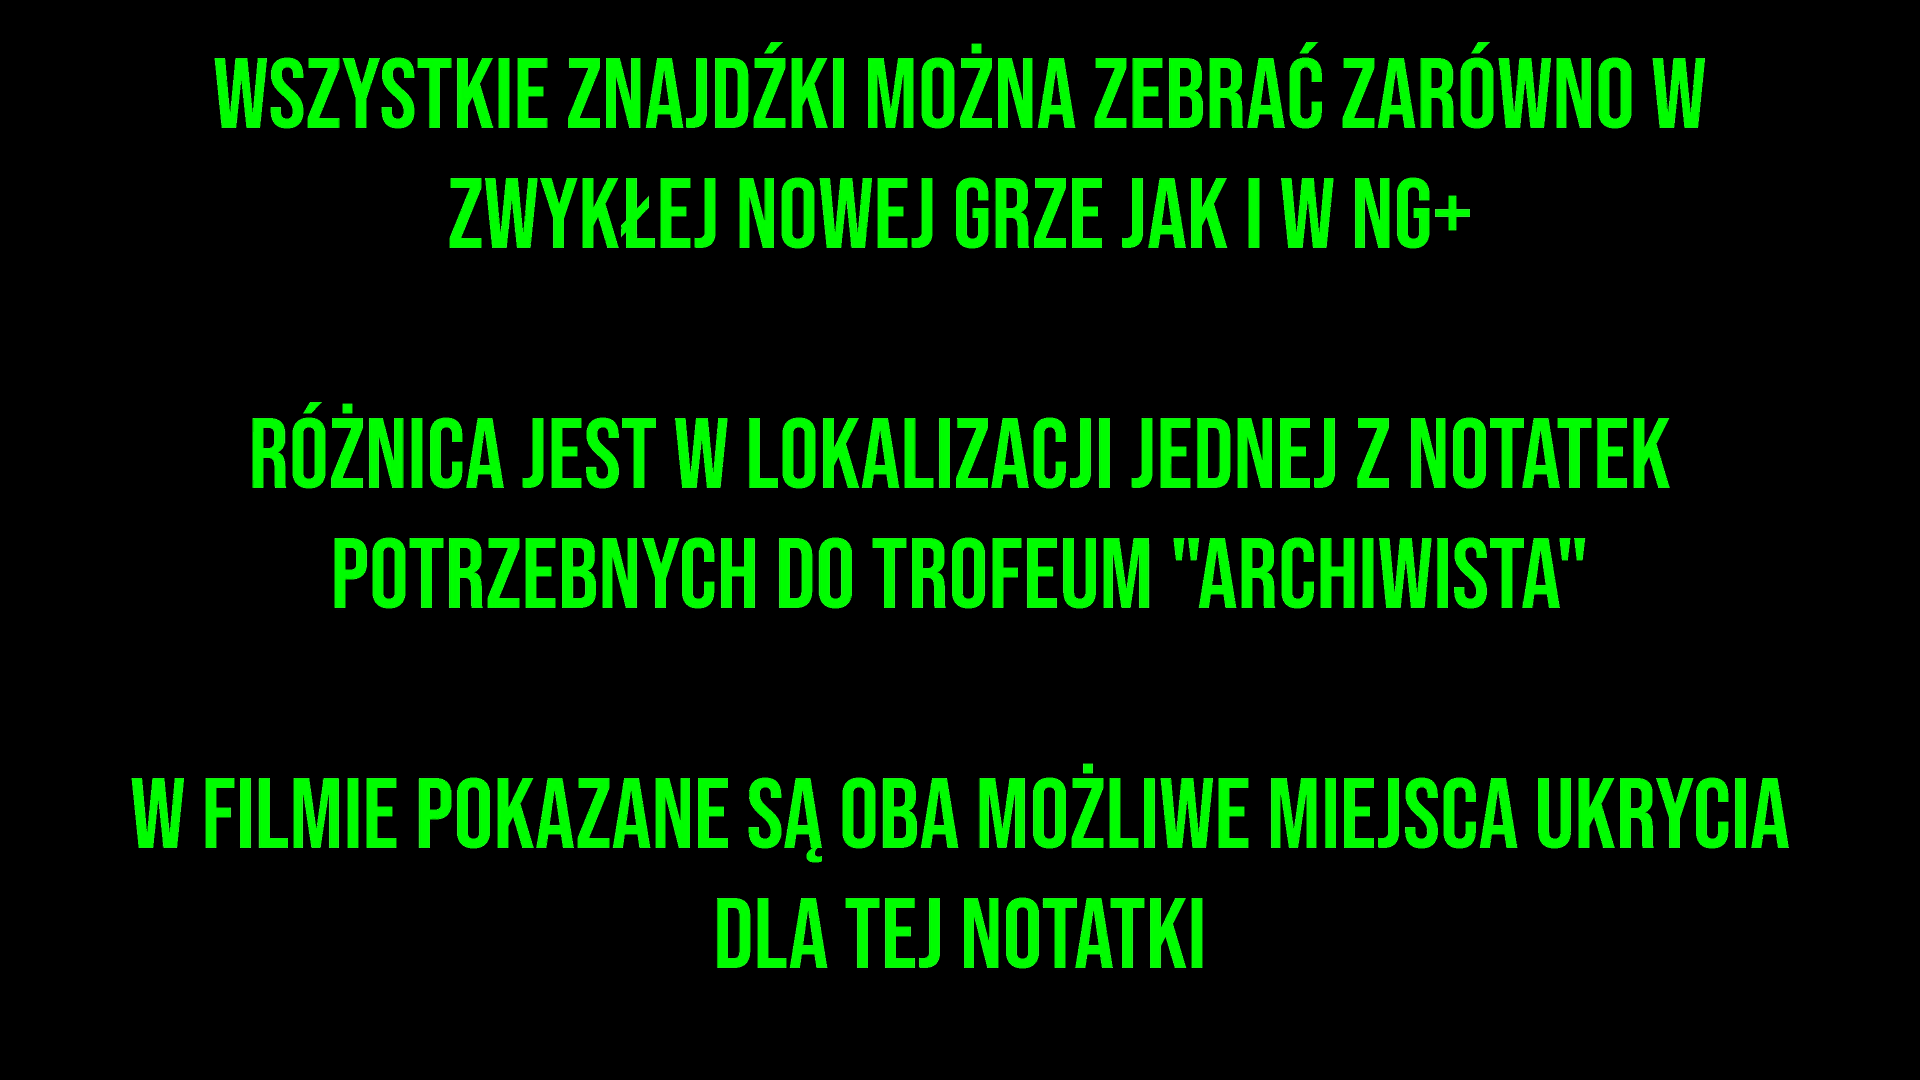 WSZYSTKIE ZNAJDŹKI MOŻNA ZEBRAĆ ZARÓWNO W
ZWYKŁEJ NOWEJ GRZE JAK I W NG+
RÓŻNICA JEST W LOKALIZACJI JEDNEJ Z NOTATEK
POTRZEBNYCH DO TROFEUM "ARCHIWISTA"
W FILMIE POKAZANE SĄ OBA MOŻLIWE MIEJSCA UKRYCIA
DLA TEJ NOTATKI